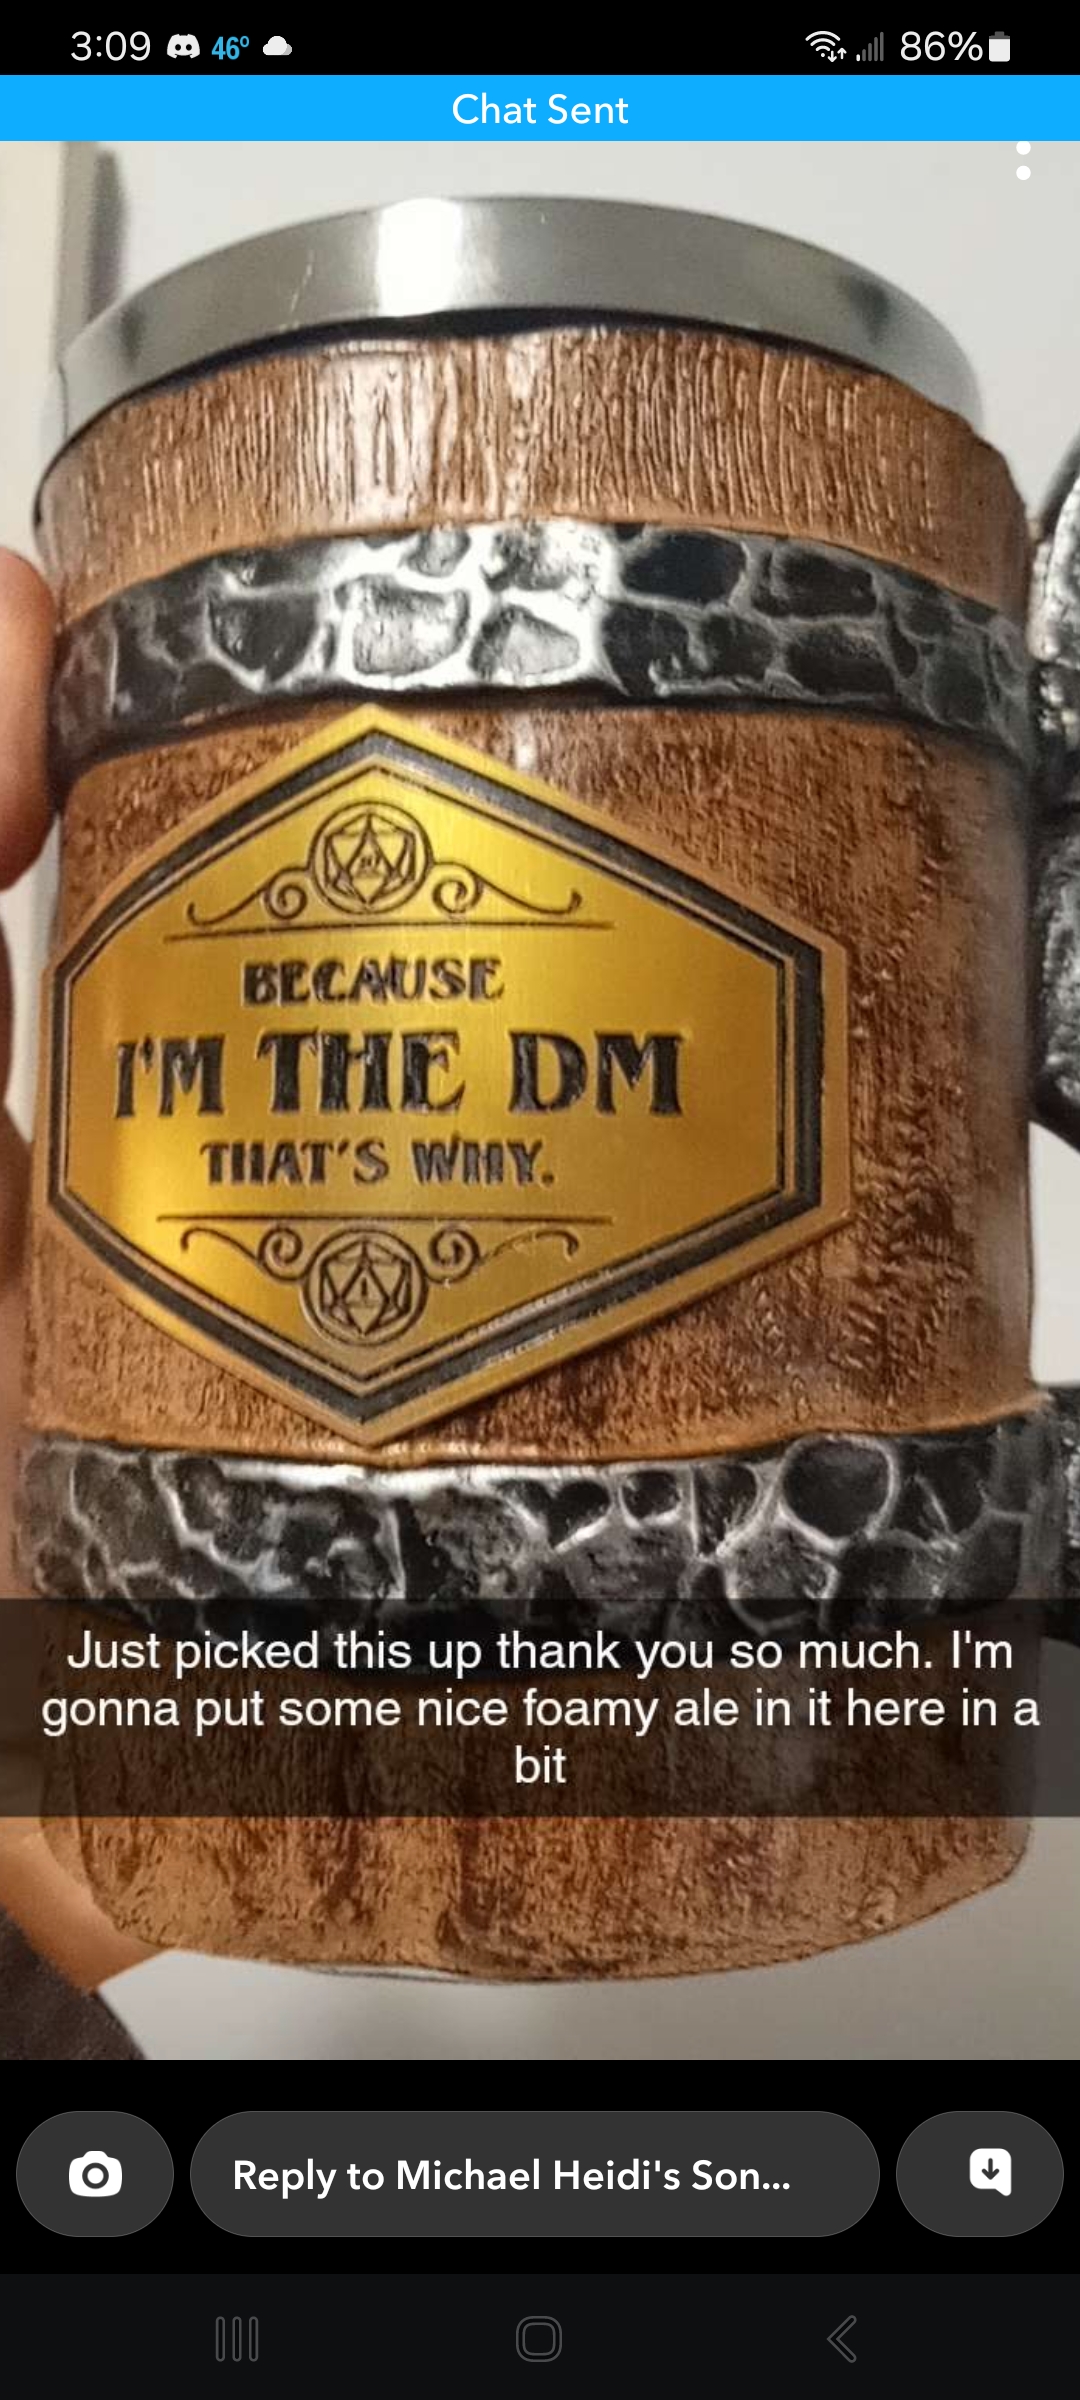 3:09 46° 86%
Chat Sent
BECAUSE
I'M THE DM
THAT'S WHY.
Just picked this up thank you so much. I'm
gonna put some nice foamy ale in it here in a
bit
Reply to Michael Heidi's Son...